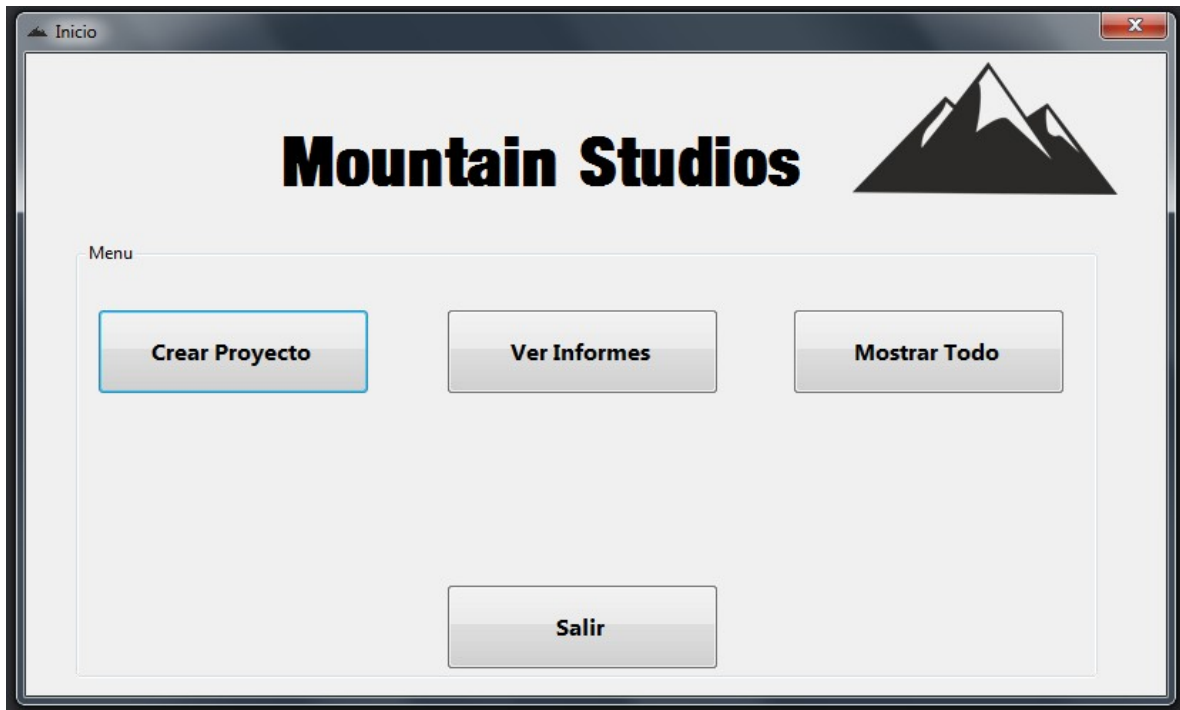 Inicio
Mountain Studios
Menu
Crear Proyecto
Ver Informes
Mostrar Todo
Salir